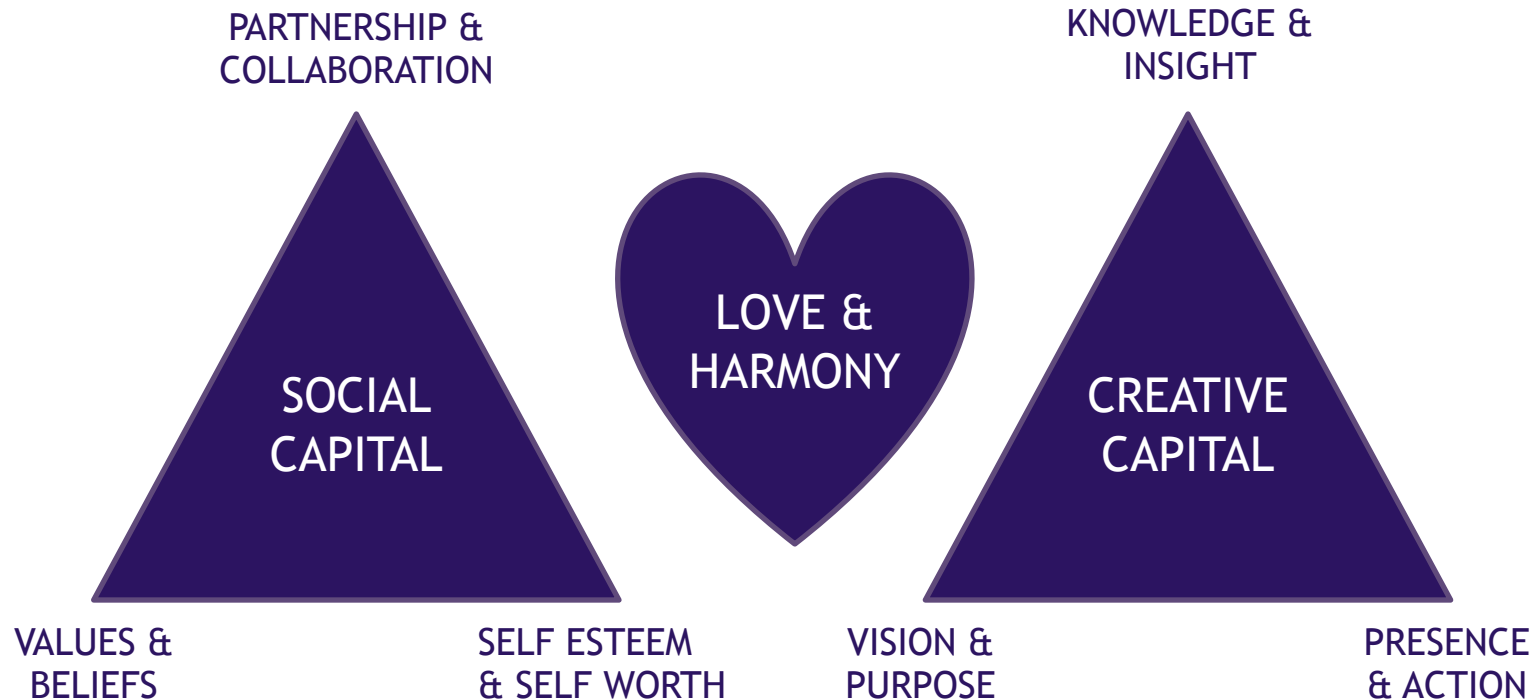 PARTNERSHIP &
COLLABORATION
KNOWLEDGE &
INSIGHT
SOCIAL
CAPITAL
LOVE &
HARMONY
CREATIVE
CAPITAL
VALUES &
BELIEFS
SELF ESTEEM
& SELF WORTH
VISION &
PURPOSE
PRESENCE
& ACTION